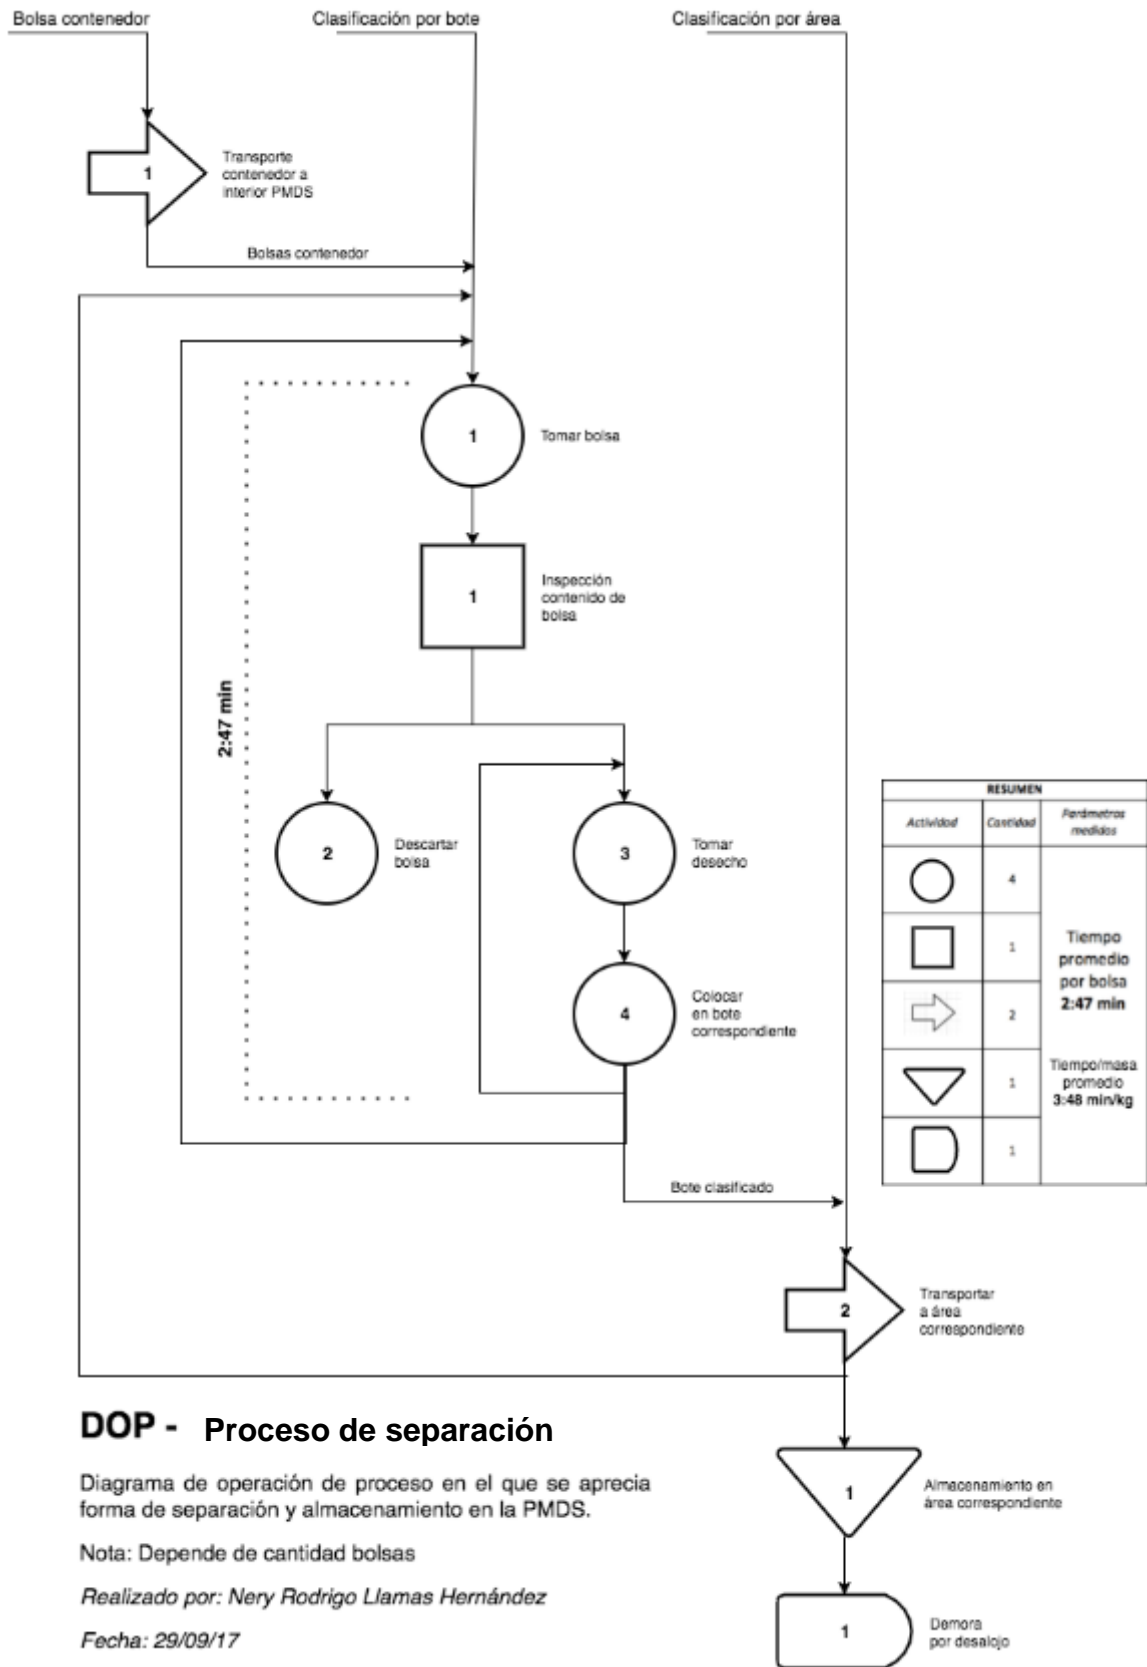 Bolsa contenedor
Clasificación por bote
Clasificación por área
1
Transporte
contenedor a
interior PMDS
Bolsas contenedor
1
Tomar bolsa
1
Inspección
contenido de
bolsa
2:47 min
2
Descartar
bolsa
3
Tomar
desecho
4
Colocar
en bote
correspondiente
Bote clasificado
RESUMEN
Actividad
Cantidad
Parámetros
medidos
4
1
2
1
1
Tiempo
promedio
por bolsa
2:47 min
Tiempo/masa
promedio
3:48 min/kg
2
Transportar
a área
correspondiente
1
Almacenamiento en
área correspondiente
1
Demora
por desalojo
DOP - Proceso de separación
Diagrama de operación de proceso en el que se aprecia
forma de separación y almacenamiento en la PMDS.
Nota: Depende de cantidad bolsas
Realizado por: Nery Rodrigo Llamas Hernández
Fecha: 29/09/17